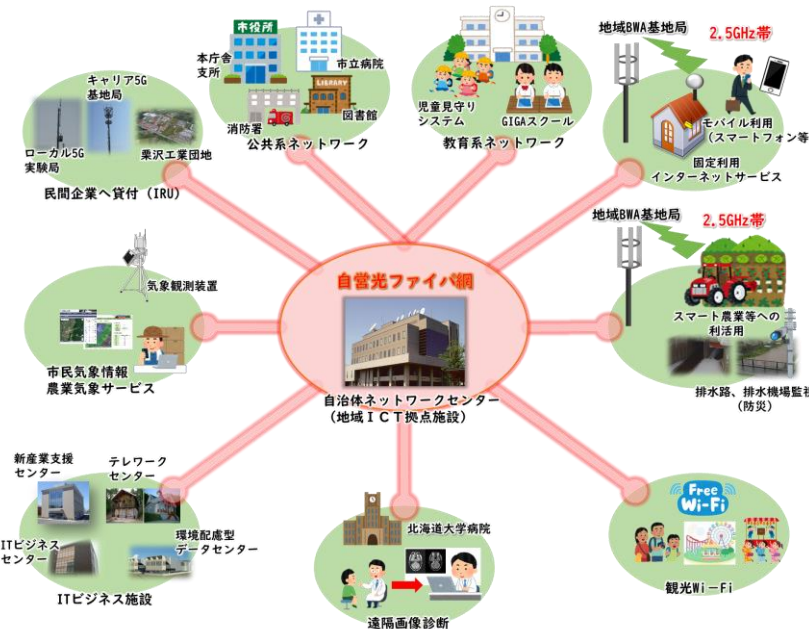 キャリア5G
基地局
ローカル5G
実験局
栗沢工業団地
民間企業へ貸付（IRU）
市役所
本庁舎
支所
市立病院
消防署
LIBRARY
図書館
公共系ネットワーク
児童見守り
システム
GIGAスクール
教育系ネットワーク
地域BWA基地局
2.5GHz帯
モバイル利用
（スマートフォン等
固定利用
インターネットサービス
地域BWA基地局
2.5GHz帯
スマート農業等への
利活用
排水路、排水機場監視
（防災）
気象観測装置
市民気象情報
農業気象サービス
自営光ファイバ網
自治体ネットワークセンター
（地域ＩＣＴ拠点施設）
新産業支援
センター
テレワーク
センター
ITビジネス
センター
環境配慮型
データセンター
ITビジネス施設
北海道大学病院
遠隔画像診断
Free
Wi-Fi
観光Wi-Fi